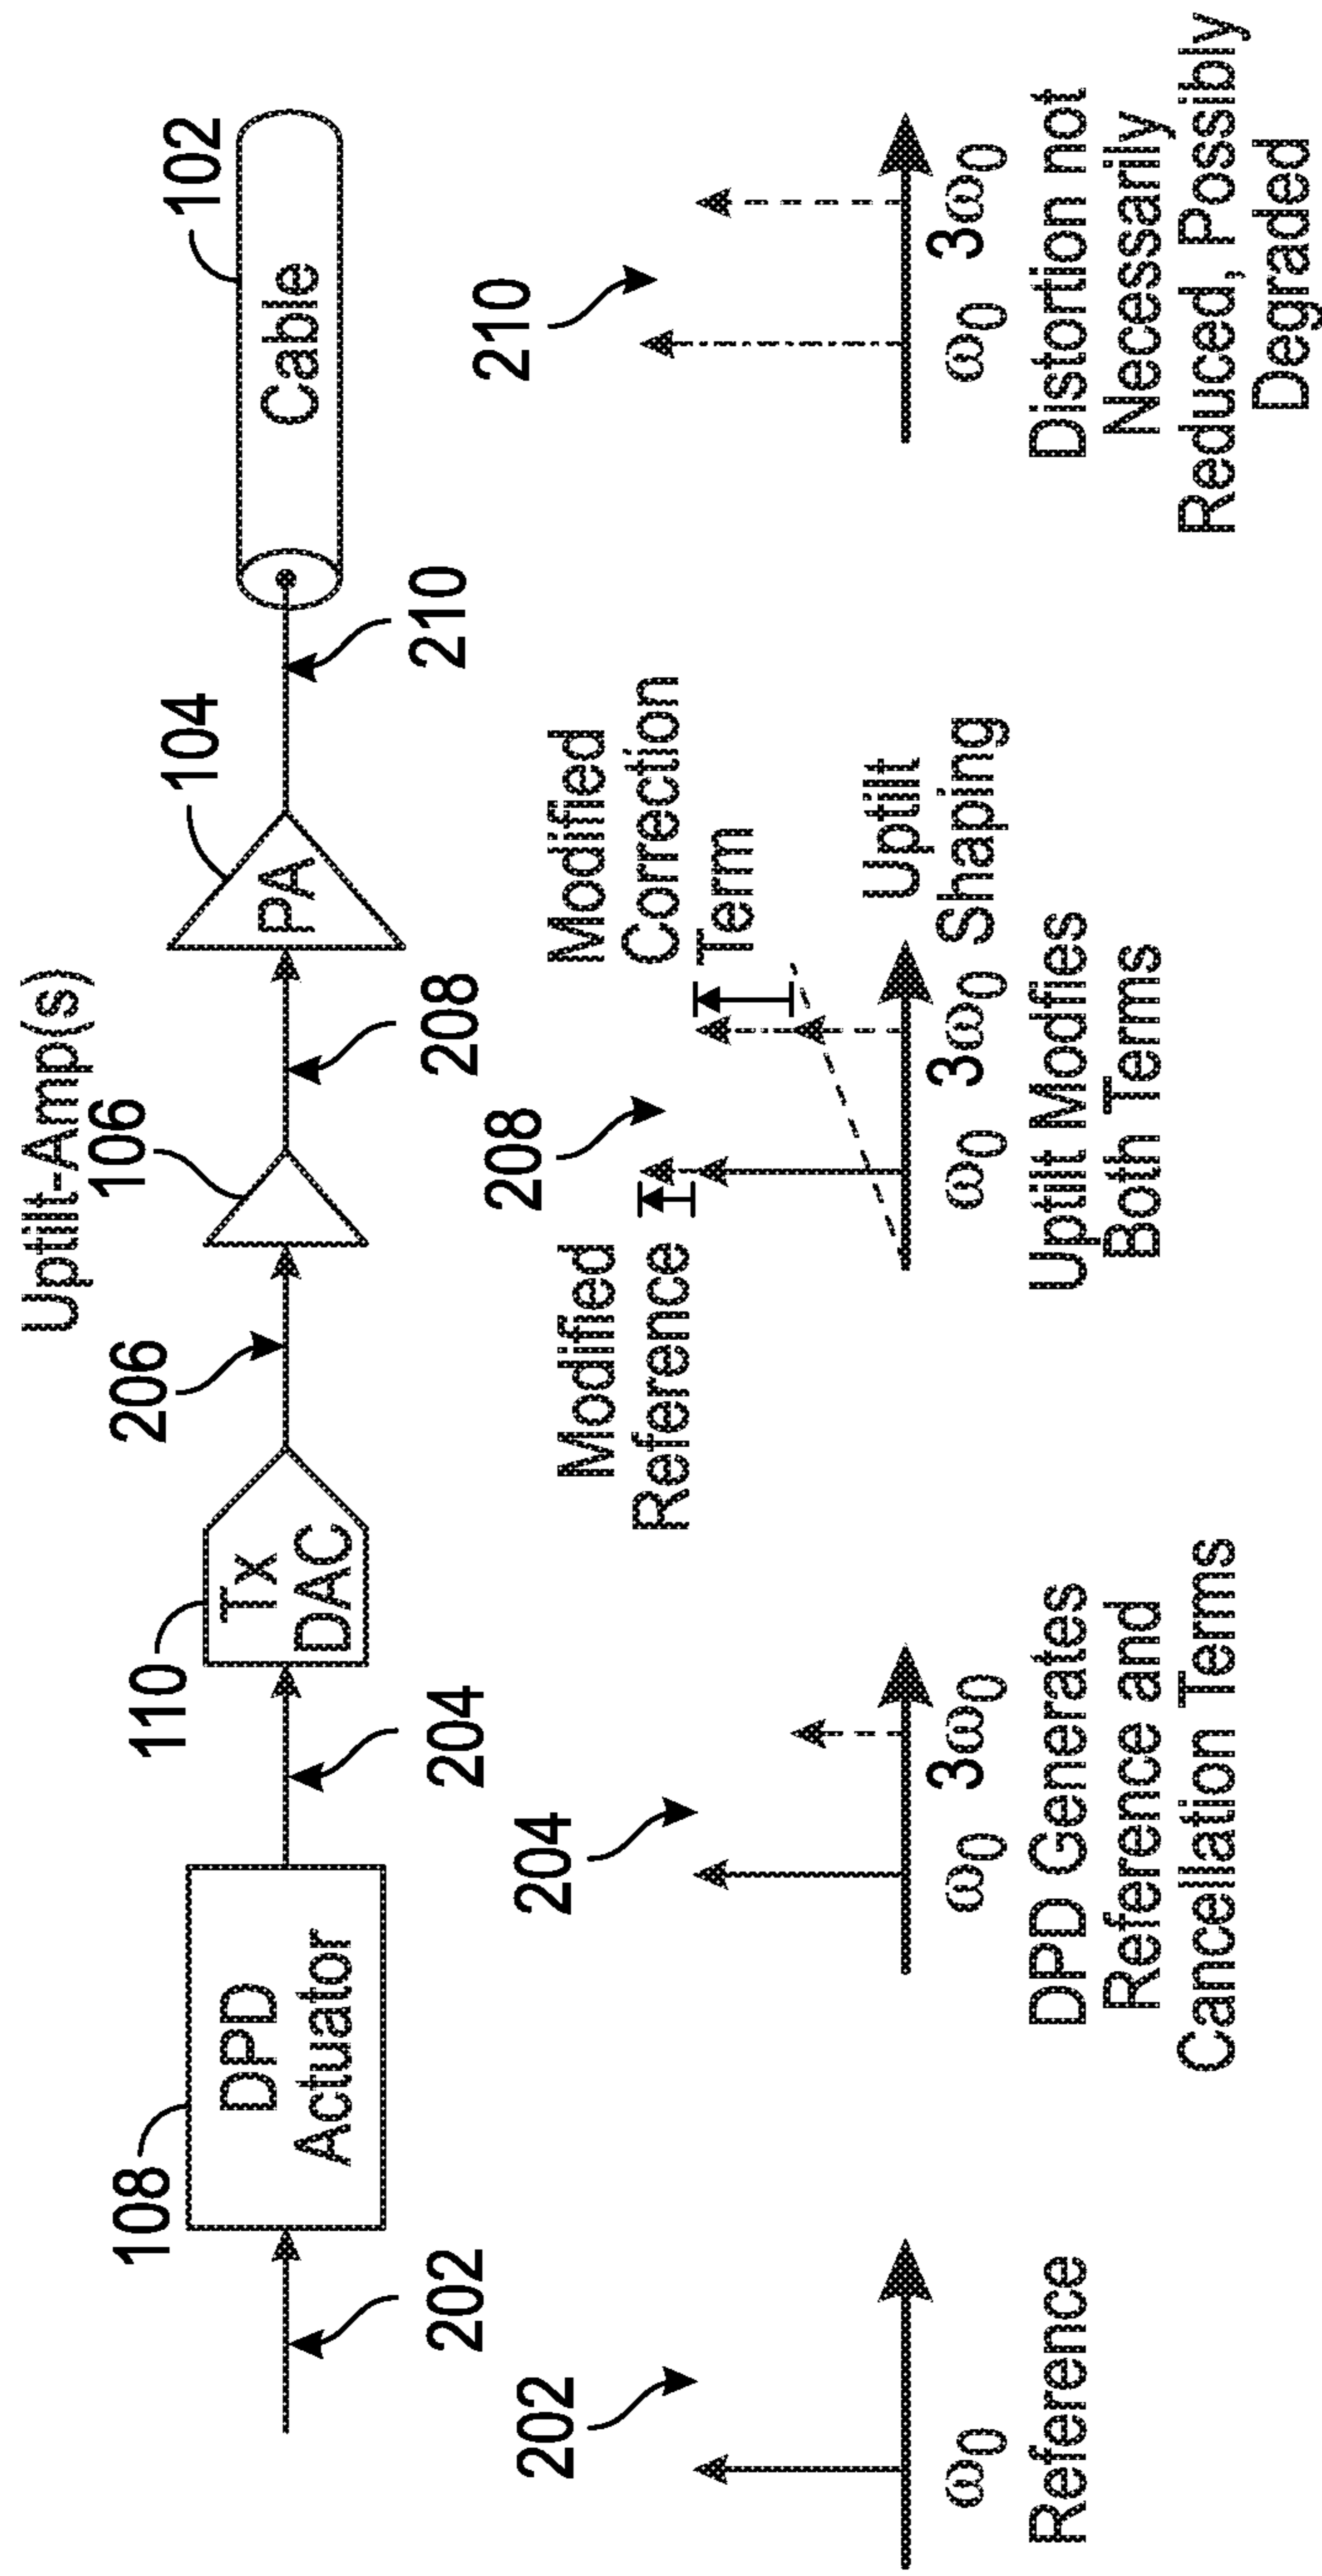 Uptilt-Amp(s)
108
110
206
106
104
102
DPD
Actuator
Tx
DAC
PA
Cable
202
204
208
210
202
204
208
210
Modified
Reference
Modified
Correction
Term
Uptilt
Shaping
ω0
ω0 3ω0
ω0 3ω0
ω0 3ω0
Reference
DPD Generates
Reference and
Cancellation Terms
Uptilt Modfies
Both Terms
Distortion not
Necessarily
Reduced, Possibly
Degraded